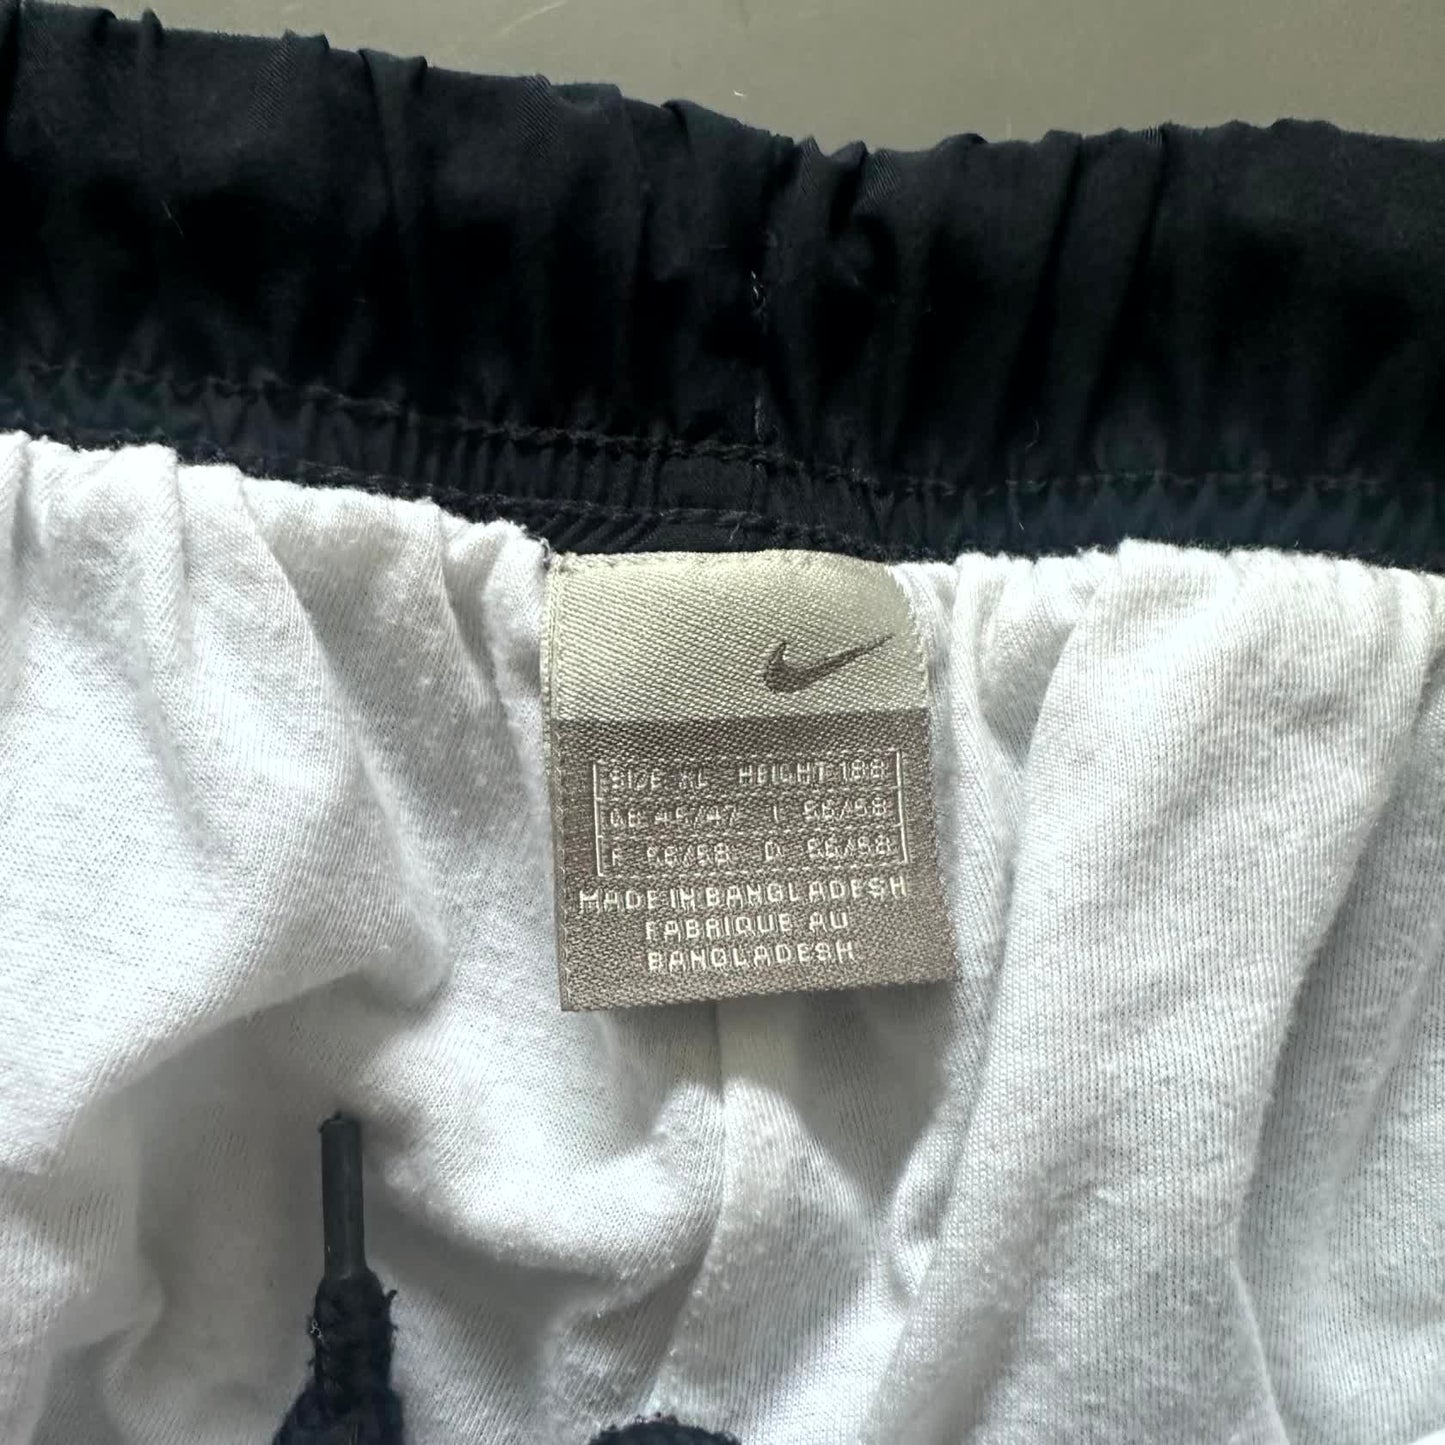 SIZE XL HEIGHT 188
GB 45/47 I 56/58
F 56/58 D 56/58
MADE IN BANGLADESH
FABRIQUE AU
BANGLADESH